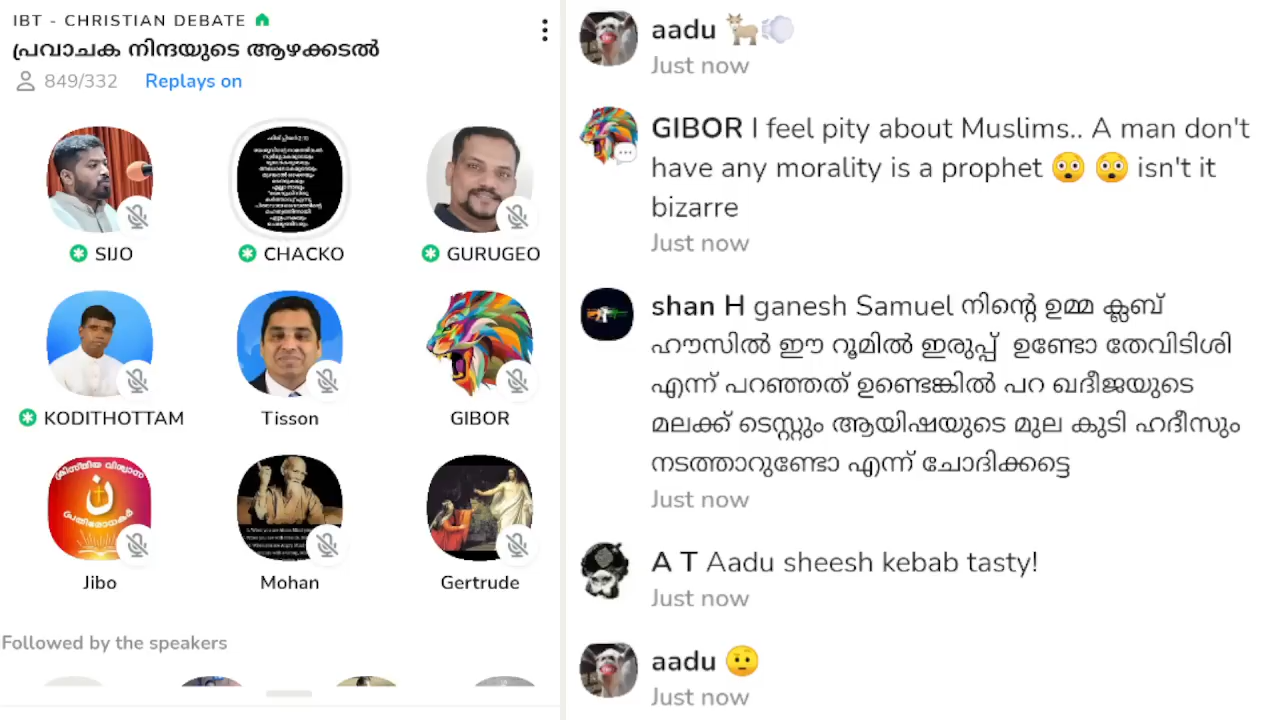 IBT - CHRISTIAN DEBATE
പ്രവാചക നിന്ദയുടെ ആഴക്കടൽ
849/332 Replays on
SIJO
CHACKO
GURUGEO
KODITHOTTAM
Tisson
GIBOR
ക്രിസ്തീയ വിശ്വാസ
പ്രതിരോധകർ
Jibo
Mohan
Gertrude
Followed by the speakers
aadu 🐐💨
Just now
GIBOR I feel pity about Muslims.. A man don't
have any morality is a prophet 😳 😳 isn't it
bizarre
Just now
shan H ganesh Samuel നിന്റെ ഉമ്മ ക്ലബ്
ഹൗസിൽ ഈ റൂമിൽ ഇരുപ്പ് ഉണ്ടോ തേവിടിശി
എന്ന് പറഞ്ഞത് ഉണ്ടെങ്കിൽ പറ ഖദീജയുടെ
മലക്ക് ടെസ്റ്റും ആയിഷയുടെ മുല കുടി ഹദീസും
നടത്താറുണ്ടോ എന്ന് ചോദിക്കട്ടെ
Just now
A T Aadu sheesh kebab tasty!
Just now
aadu 🤨
Just now